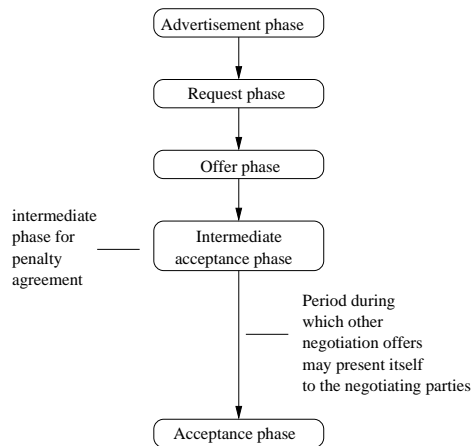 Advertisement phase
Request phase
Offer phase
intermediate
phase for
penalty
agreement
Intermediate
acceptance phase
Period during
which other
negotiation offers
may present itself
to the negotiating parties
Acceptance phase